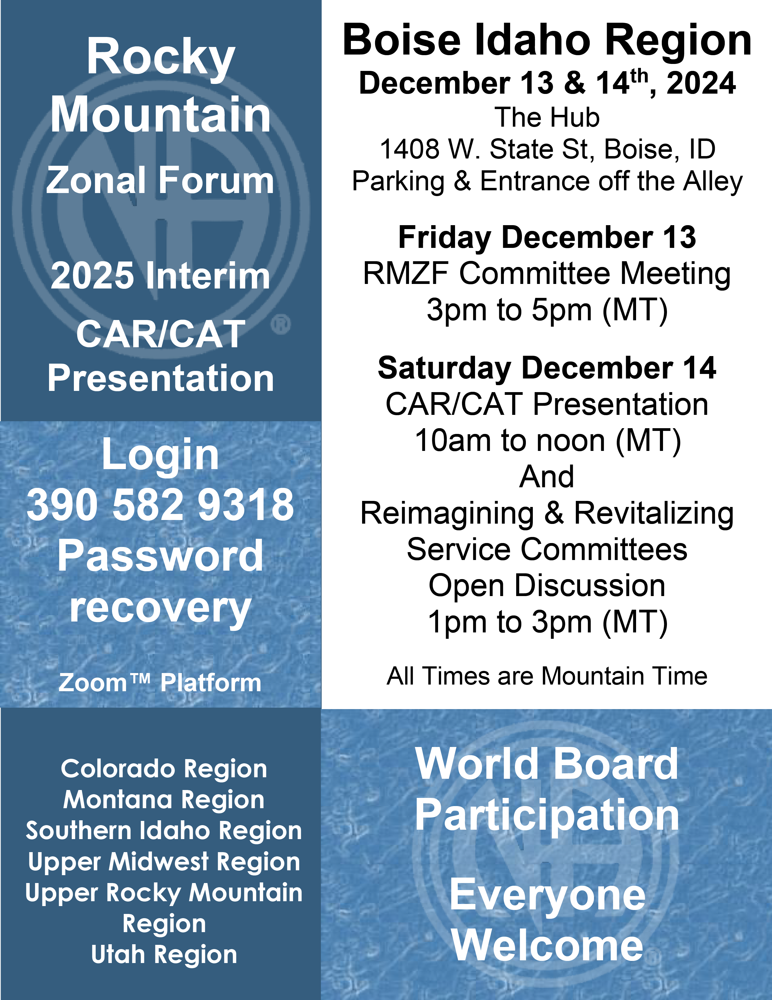 Rocky
Mountain
Zonal Forum
2025 Interim
CAR/CAT
Presentation
®
Login
390 582 9318
Password
recovery
Zoom™ Platform
Colorado Region
Montana Region
Southern Idaho Region
Upper Midwest Region
Upper Rocky Mountain
Region
Utah Region
Boise Idaho Region
December 13 & 14th, 2024
The Hub
1408 W. State St, Boise, ID
Parking & Entrance off the Alley
Friday December 13
RMZF Committee Meeting
3pm to 5pm (MT)
Saturday December 14
CAR/CAT Presentation
10am to noon (MT)
And
Reimagining & Revitalizing
Service Committees
Open Discussion
1pm to 3pm (MT)
All Times are Mountain Time
World Board
Participation
Everyone
Welcome
®